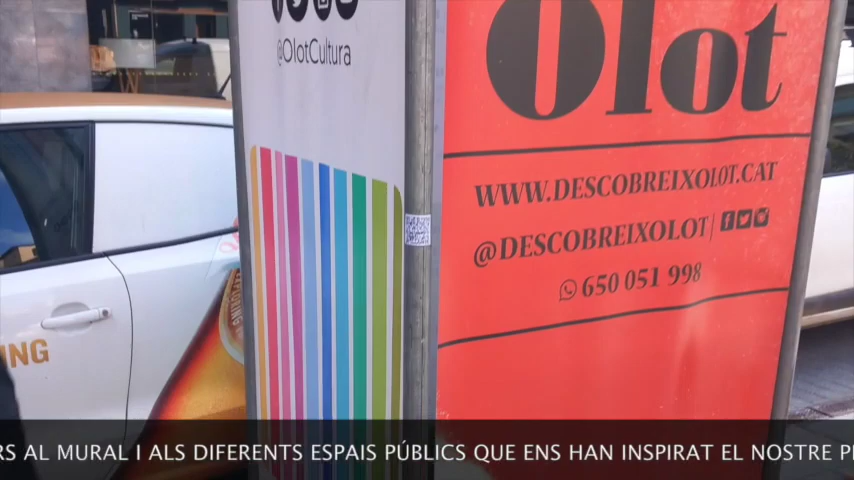 @OlotCultura
Olot
WWW.DESCOBREIXOLOT.CAT
@DESCOBREIXOLOT|
650 051 998
ING
RS AL MURAL I ALS DIFERENTS ESPAIS PÚBLICS QUE ENS HAN INSPIRAT EL NOSTRE P